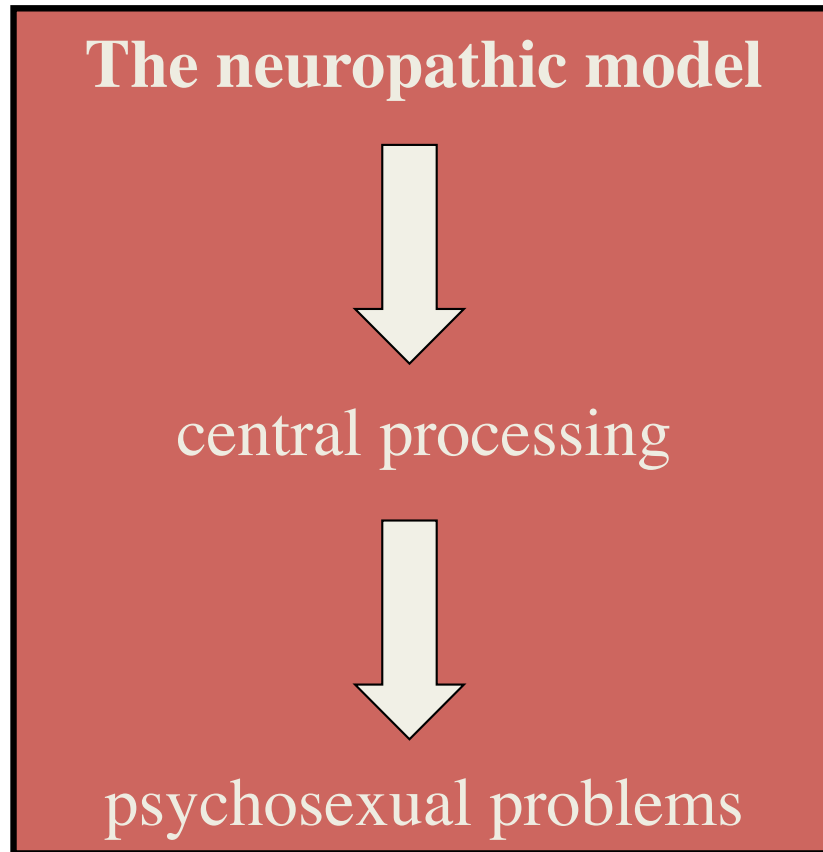 The neuropathic model
central processing
psychosexual problems